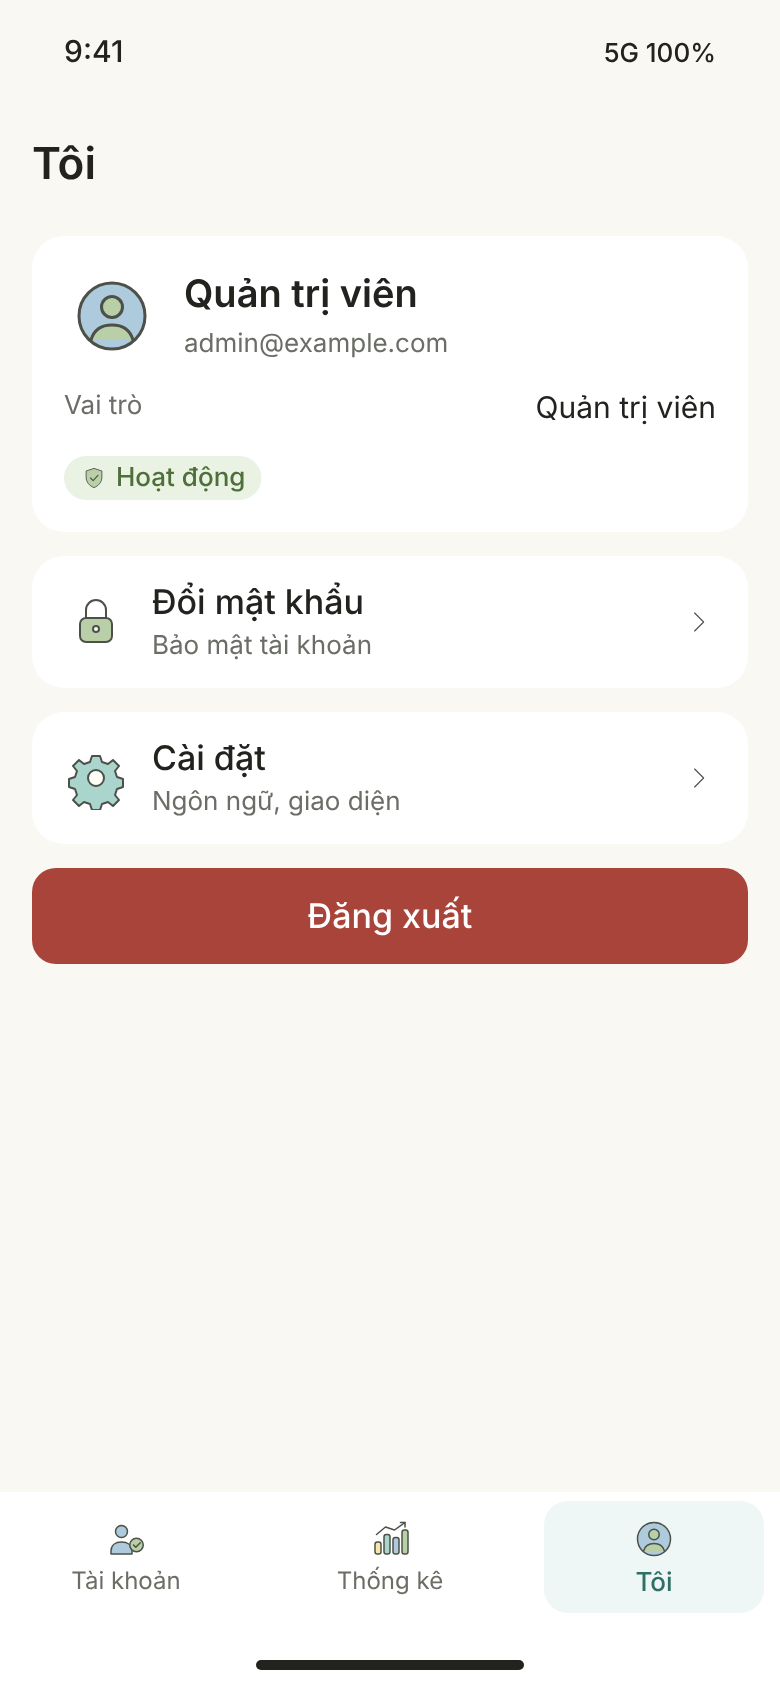 9:41
5G 100%
Tôi
Quản trị viên
admin@example.com
Vai trò
Quản trị viên
Hoạt động
Đổi mật khẩu
Bảo mật tài khoản
Cài đặt
Ngôn ngữ, giao diện
Đăng xuất
Tài khoản
Thống kê
Tôi